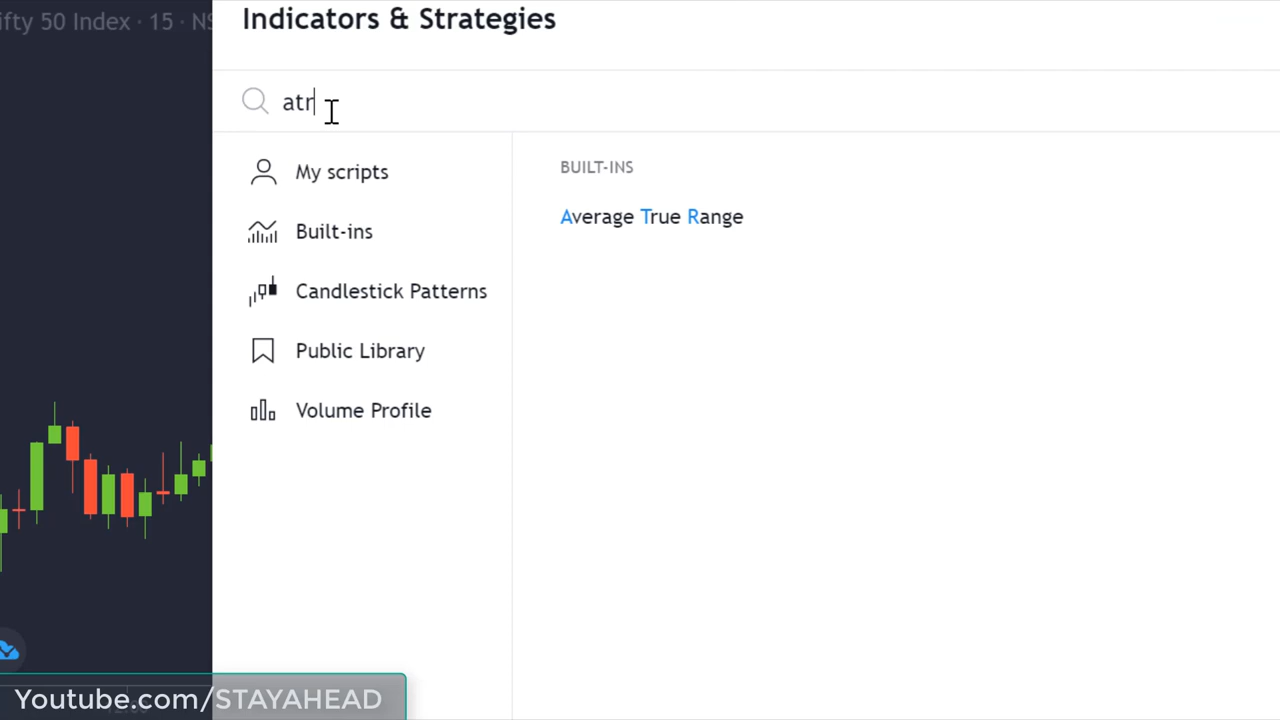 ifty 50 Index · 15 · NS
Indicators & Strategies
atr
My scripts
Built-ins
Candlestick Patterns
Public Library
Volume Profile
BUILT-INS
Average True Range
Youtube.com/STAYAHEAD